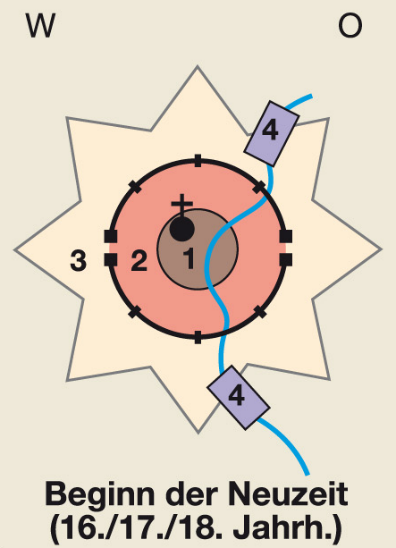 W O
4
3 2 1
4
Beginn der Neuzeit
(16./17./18. Jahrh.)